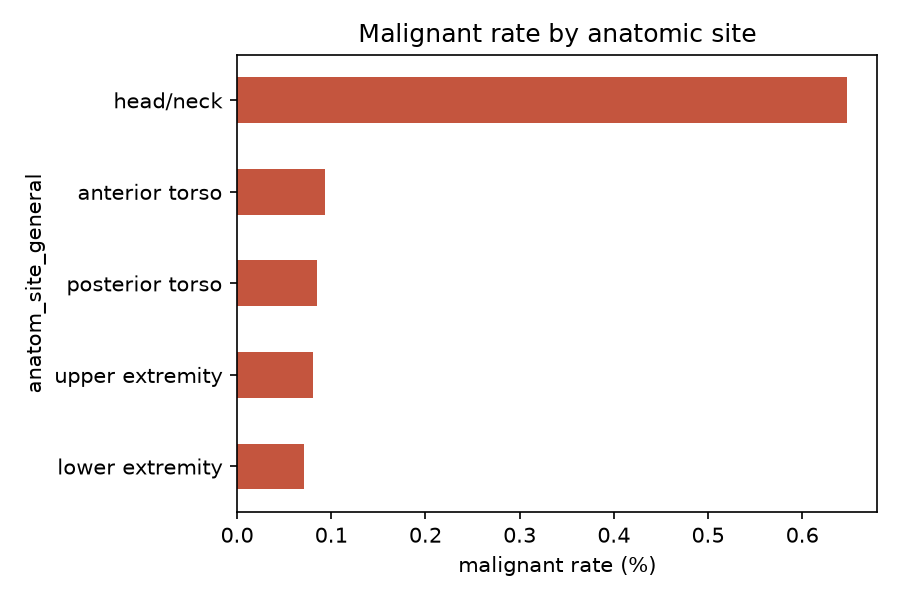 Malignant rate by anatomic site
anatom_site_general
head/neck
anterior torso
posterior torso
upper extremity
lower extremity
0.0 0.1 0.2 0.3 0.4 0.5 0.6
malignant rate (%)